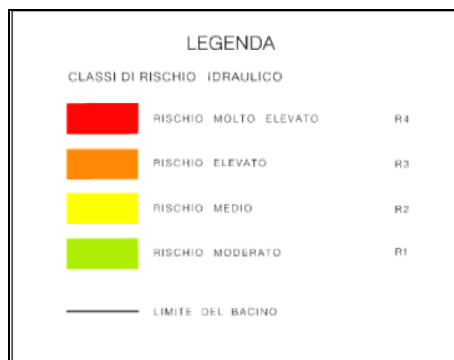 LEGENDA
CLASSI DI RISCHIO IDRAULICO
RISCHIO MOLTO ELEVATO R4
RISCHIO ELEVATO R3
RISCHIO MEDIO R2
RISCHIO MODERATO R1
LIMITE DEL BACINO